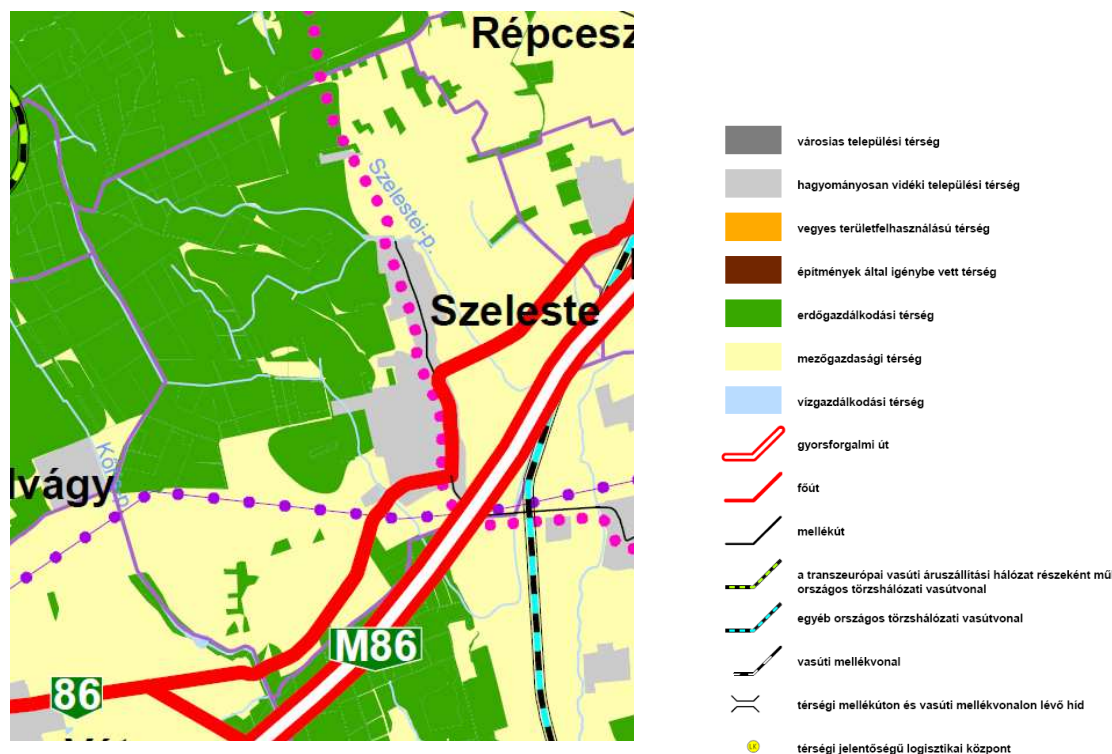 Répcesz
Szelestei-p.
Szeleste
lvágy
M86
86
városias települési térség
hagyományosan vidéki települési térség
vegyes területfelhasználású térség
építmények által igénybe vett térség
erdőgazdálkodási térség
mezőgazdasági térség
vízgazdálkodási térség
gyorsforgalmi út
főút
mellékút
a transzeurópai vasúti áruszállítási hálózat részeként mű
országos törzshálózati vasútvonal
egyéb országos törzshálózati vasútvonal
vasúti mellékvonal
térségi mellékúton és vasúti mellékvonalon lévő híd
LK
térségi jelentőségű logisztikai központ